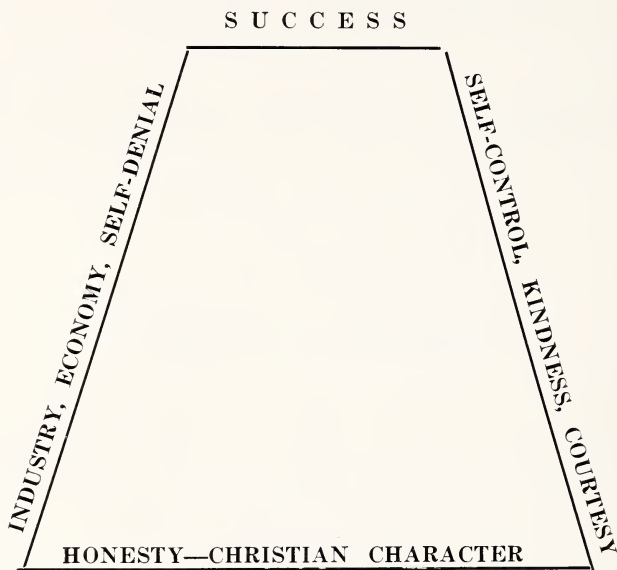 SUCCESS
INDUSTRY, ECONOMY, SELF-DENIAL
SELF-CONTROL, KINDNESS, COURTESY
HONESTY—CHRISTIAN CHARACTER